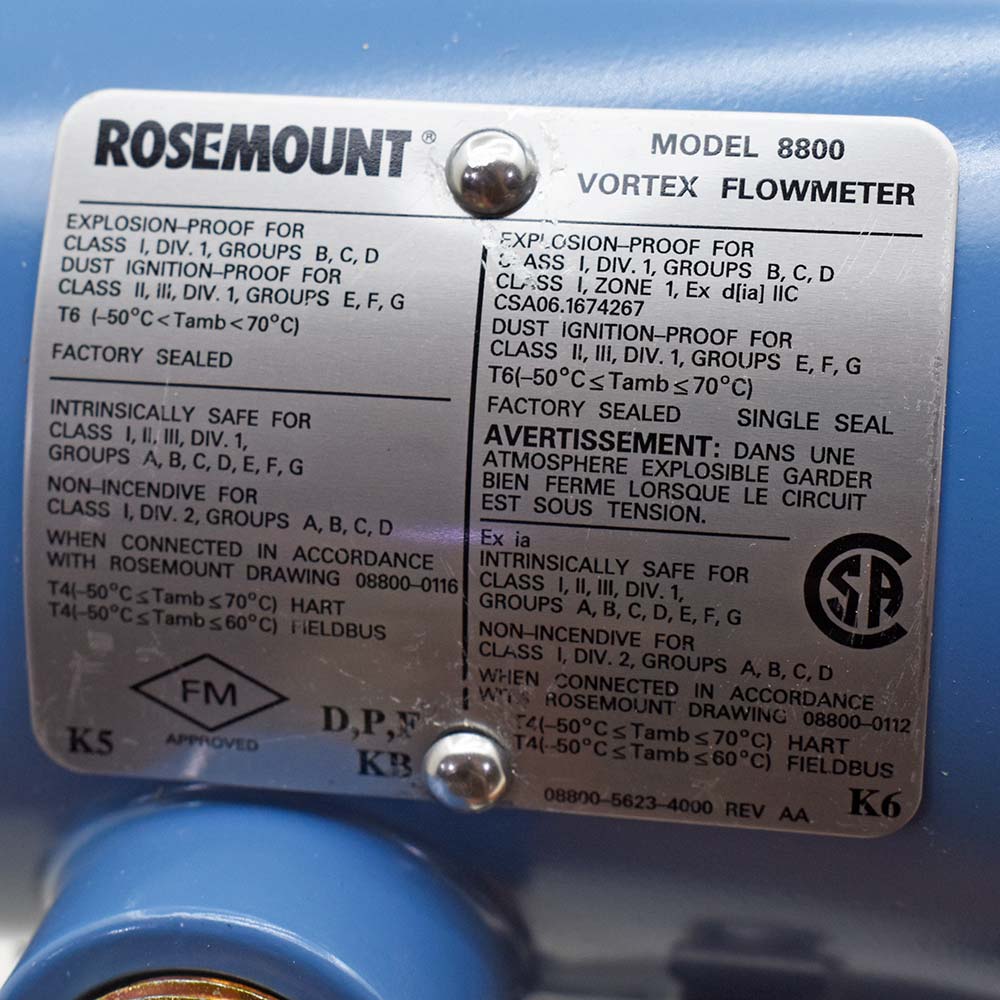 ROSEMOUNT®
MODEL 8800
VORTEX FLOWMETER
EXPLOSION-PROOF FOR
CLASS I, DIV. 1, GROUPS B, C, D
DUST IGNITION-PROOF FOR
CLASS II, III, DIV. 1, GROUPS E, F, G
T6 (-50°C<Tamb<70°C)
FACTORY SEALED
INTRINSICALLY SAFE FOR
CLASS I, II, III, DIV. 1,
GROUPS A, B, C, D, E, F, G
NON-INCENDIVE FOR
CLASS I, DIV. 2, GROUPS A, B, C, D
WHEN CONNECTED IN ACCORDANCE
WITH ROSEMOUNT DRAWING 08800-0116
T4(-50°C≤Tamb≤70°C) HART
T4(-50°C≤Tamb≤60°C) FIELDBUS
FM
APPROVED
K5
D,P,F
KB
EXPLOSION-PROOF FOR
CLASS I, DIV. 1, GROUPS B, C, D
CLASS I, ZONE 1, Ex d[ia] IIC
CSA06.1674267
DUST IGNITION-PROOF FOR
CLASS II, III, DIV. 1, GROUPS E, F, G
T6(-50°C≤Tamb≤70°C)
FACTORY SEALED SINGLE SEAL
AVERTISSEMENT: DANS UNE
ATMOSPHERE EXPLOSIBLE GARDER
BIEN FERME LORSQUE LE CIRCUIT
EST SOUS TENSION.
Ex ia
INTRINSICALLY SAFE FOR
CLASS I, II, III, DIV. 1,
GROUPS A, B, C, D, E, F, G
NON-INCENDIVE FOR
CLASS I, DIV. 2, GROUPS A, B, C, D
WHEN CONNECTED IN ACCORDANCE
WITH ROSEMOUNT DRAWING 08800-0112
T4(-50°C≤Tamb≤70°C) HART
T4(-50°C≤Tamb≤60°C) FIELDBUS
CSA
08800-5623-4000 REV AA
K6